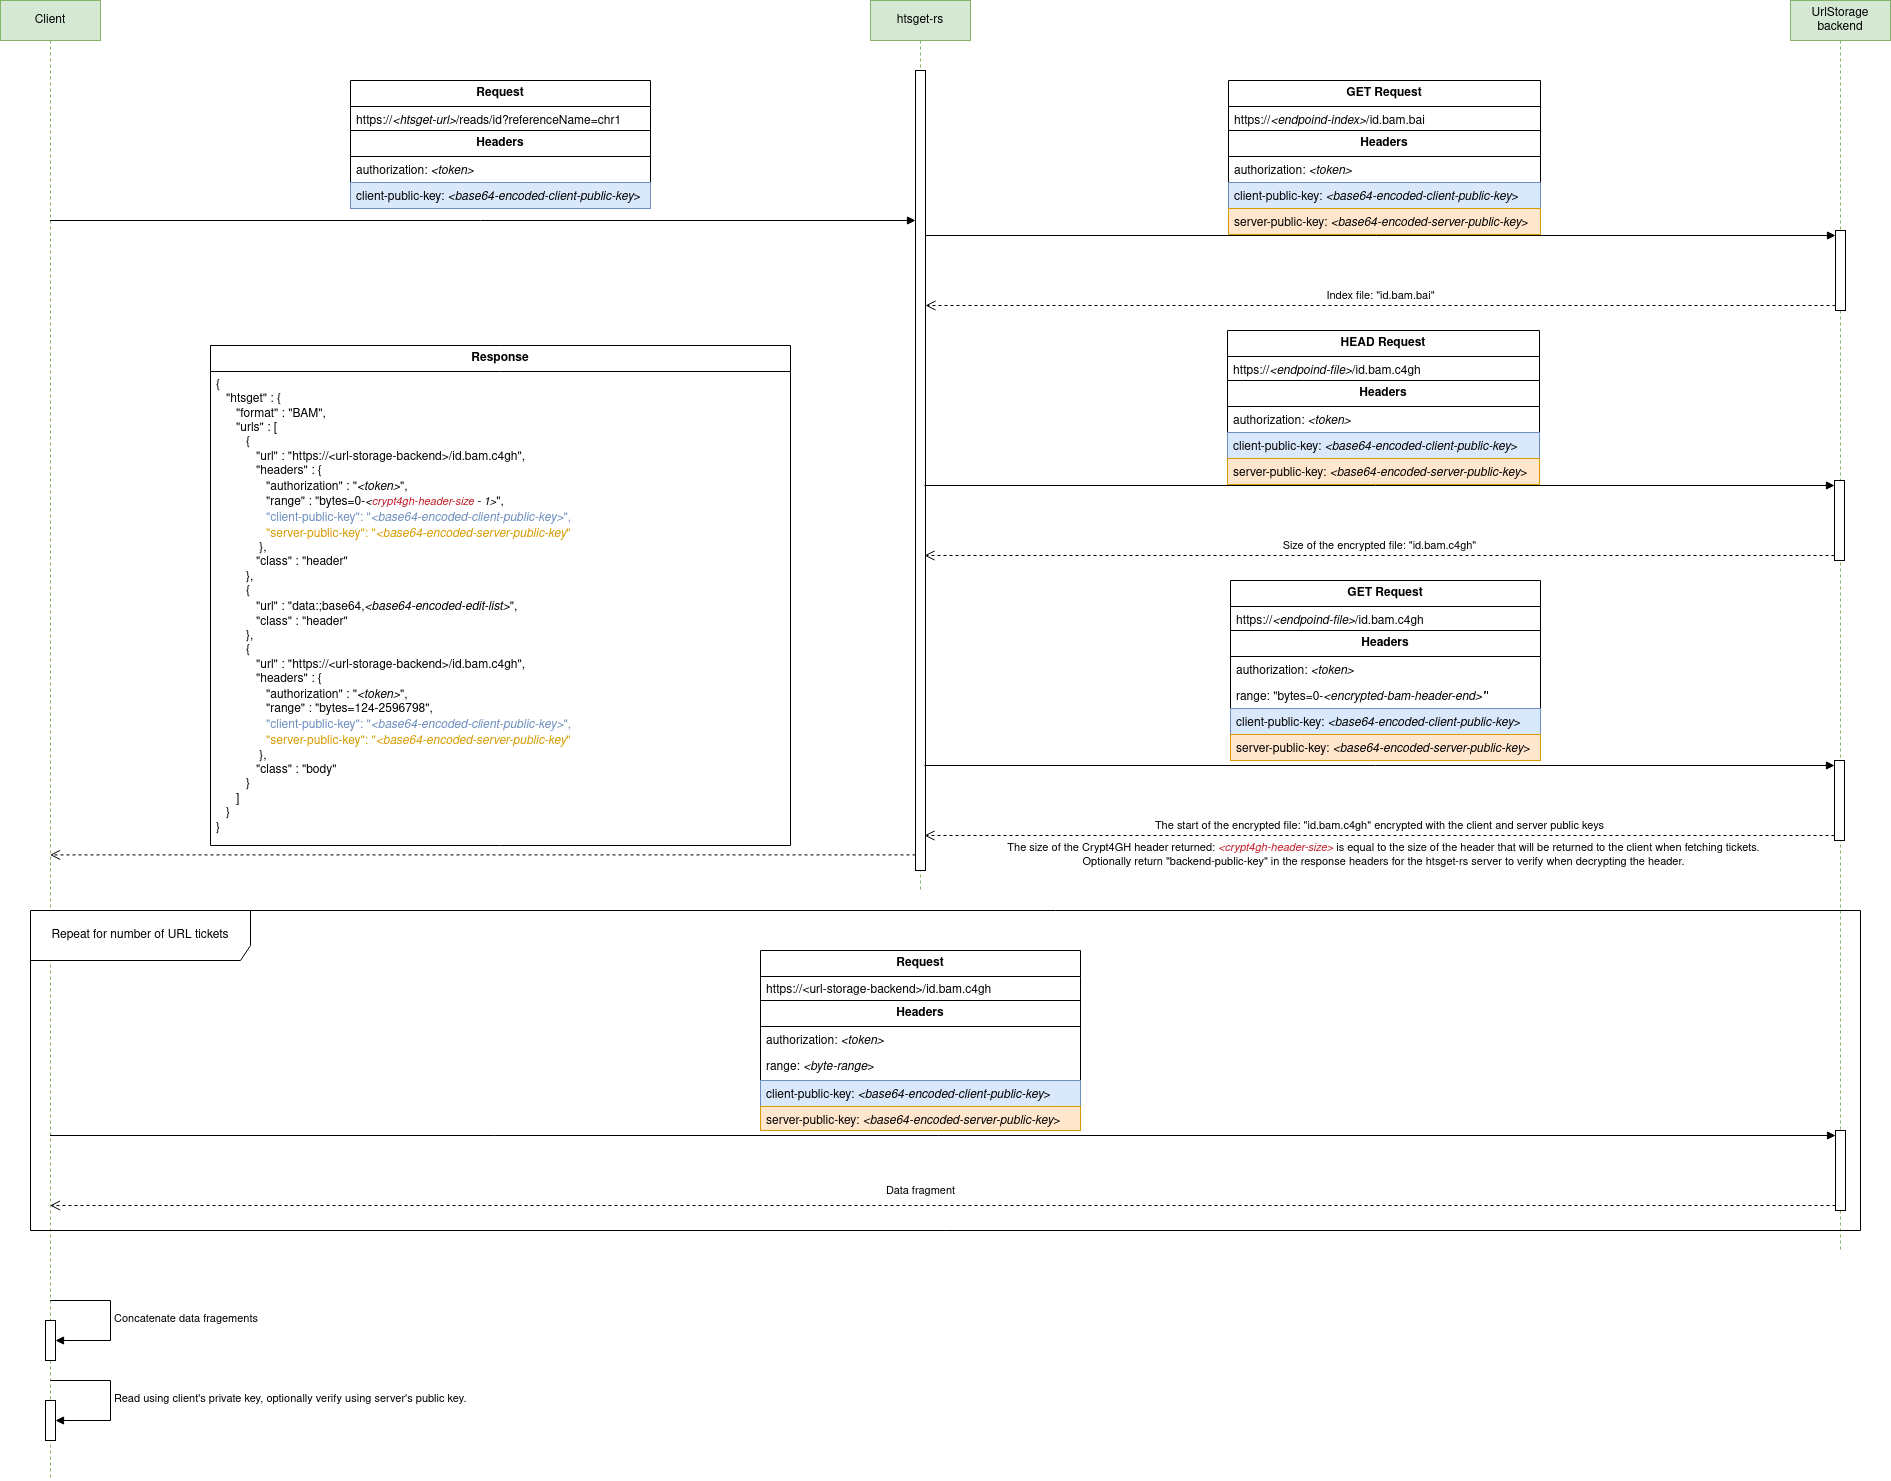 Client
htsget-rs
UrlStorage
backend
Request
https://<htsget-url>/reads/id?referenceName=chr1
Headers
authorization: <token>
client-public-key: <base64-encoded-client-public-key>
GET Request
https://<endpoind-index>/id.bam.bai
Headers
authorization: <token>
client-public-key: <base64-encoded-client-public-key>
server-public-key: <base64-encoded-server-public-key>
Index file: "id.bam.bai"
HEAD Request
https://<endpoind-file>/id.bam.c4gh
Headers
authorization: <token>
client-public-key: <base64-encoded-client-public-key>
server-public-key: <base64-encoded-server-public-key>
Size of the encrypted file: "id.bam.c4gh"
GET Request
https://<endpoind-file>/id.bam.c4gh
Headers
authorization: <token>
range: "bytes=0-<encrypted-bam-header-end>"
client-public-key: <base64-encoded-client-public-key>
server-public-key: <base64-encoded-server-public-key>
The start of the encrypted file: "id.bam.c4gh" encrypted with the client and server public keys
The size of the Crypt4GH header returned: <crypt4gh-header-size> is equal to the size of the header that will be returned to the client when fetching tickets.
Optionally return "backend-public-key" in the response headers for the htsget-rs server to verify when decrypting the header.
Response
{
"htsget" : {
"format" : "BAM",
"urls" : [
{
"url" : "https://<url-storage-backend>/id.bam.c4gh",
"headers" : {
"authorization" : "<token>",
"range" : "bytes=0-<crypt4gh-header-size - 1>",
"client-public-key": "<base64-encoded-client-public-key>",
"server-public-key": "<base64-encoded-server-public-key"
},
"class" : "header"
},
{
"url" : "data:;base64,<base64-encoded-edit-list>",
"class" : "header"
},
{
"url" : "https://<url-storage-backend>/id.bam.c4gh",
"headers" : {
"authorization" : "<token>",
"range" : "bytes=124-2596798",
"client-public-key": "<base64-encoded-client-public-key>",
"server-public-key": "<base64-encoded-server-public-key"
},
"class" : "body"
}
]
}
}
Repeat for number of URL tickets
Request
https://<url-storage-backend>/id.bam.c4gh
Headers
authorization: <token>
range: <byte-range>
client-public-key: <base64-encoded-client-public-key>
server-public-key: <base64-encoded-server-public-key>
Data fragment
Concatenate data fragements
Read using client's private key, optionally verify using server's public key.